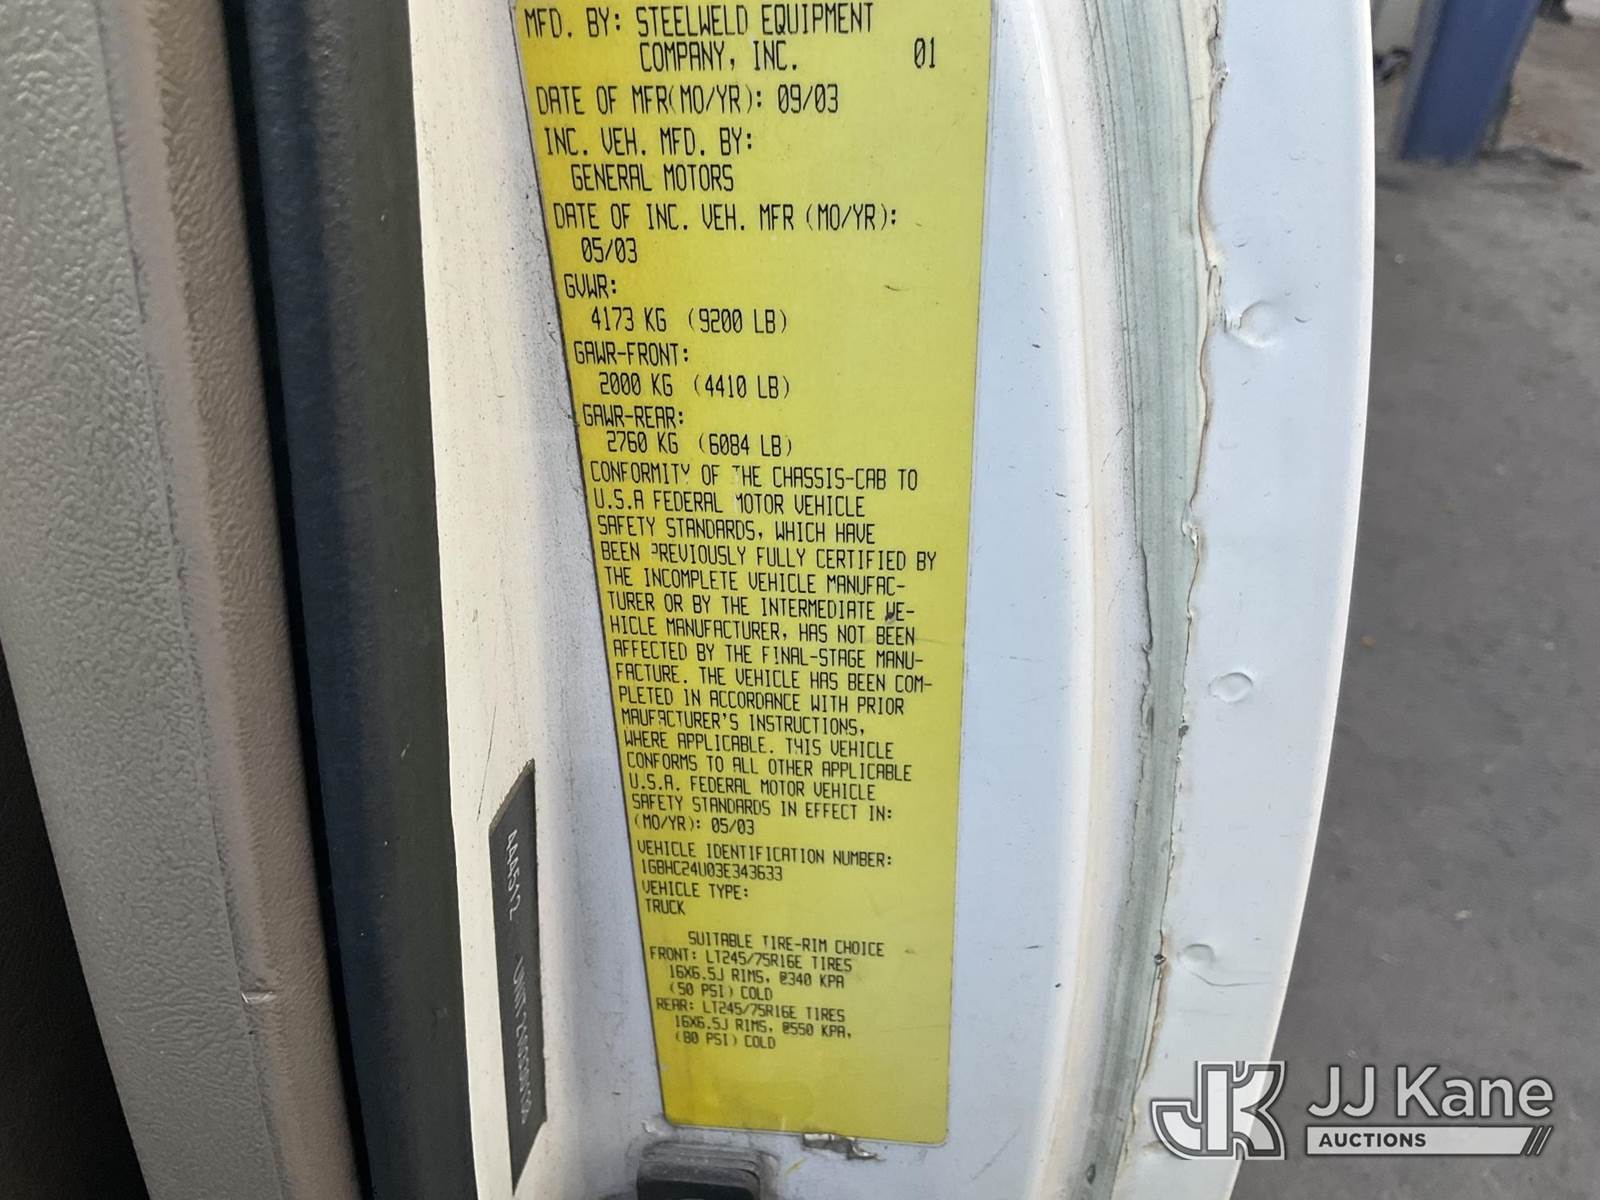 MFD. BY: STEELWELD EQUIPMENT
COMPANY, INC. 01
DATE OF MFR(MO/YR): 09/03
INC. VEH. MFD. BY:
GENERAL MOTORS
DATE OF INC. VEH. MFR (MO/YR):
05/03
GVWR:
4173 KG (9200 LB)
GAWR-FRONT:
2000 KG (4410 LB)
GAWR-REAR:
2760 KG (6084 LB)
CONFORMITY OF THE CHASSIS-CAB TO
U.S.A FEDERAL MOTOR VEHICLE
SAFETY STANDARDS, WHICH HAVE
BEEN PREVIOUSLY FULLY CERTIFIED BY
THE INCOMPLETE VEHICLE MANUFAC-
TURER OR BY THE INTERMEDIATE VE-
HICLE MANUFACTURER, HAS NOT BEEN
AFFECTED BY THE FINAL-STAGE MANU-
FACTURE. THE VEHICLE HAS BEEN COM-
PLETED IN ACCORDANCE WITH PRIOR
MAUFACTURER'S INSTRUCTIONS,
WHERE APPLICABLE. THIS VEHICLE
CONFORMS TO ALL OTHER APPLICABLE
U.S.A. FEDERAL MOTOR VEHICLE
SAFETY STANDARDS IN EFFECT IN:
(MO/YR): 05/03
VEHICLE IDENTIFICATION NUMBER:
1GBHC24U03E343633
VEHICLE TYPE:
TRUCK
SUITABLE TIRE-RIM CHOICE
FRONT: LT245/75R16E TIRES
16X6.5J RIMS, @340 KPA
(50 PSI) COLD
REAR: LT245/75R16E TIRES
16X6.5J RIMS, @550 KPA,
(80 PSI) COLD
A44512
JJ Kane
AUCTIONS